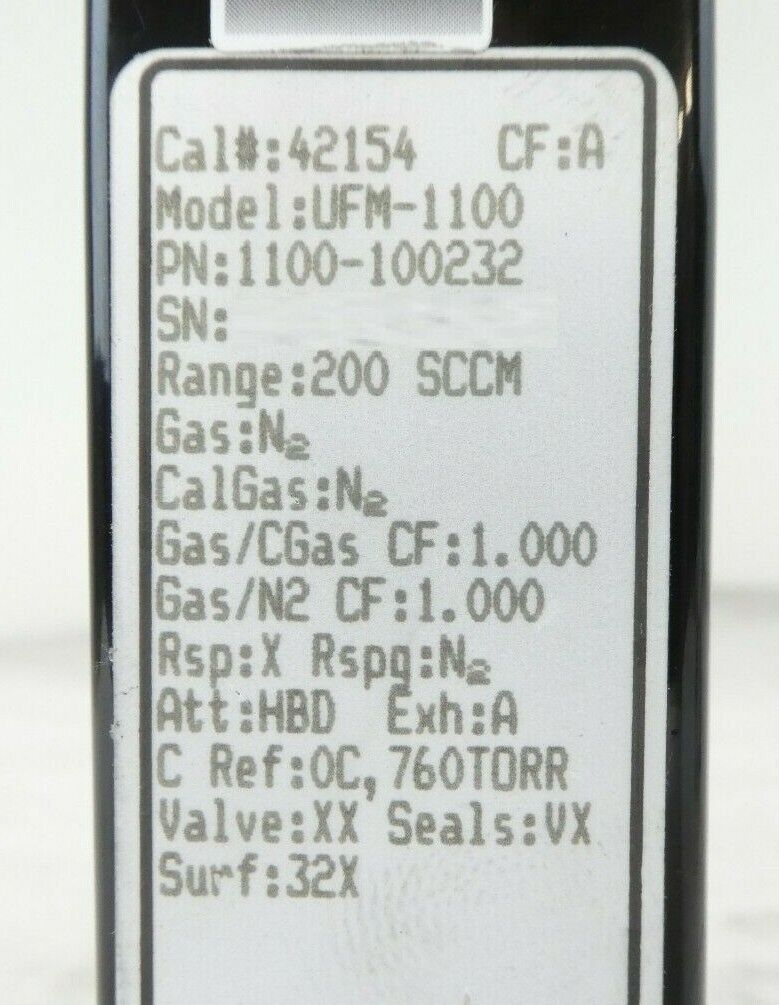 Cal#:42154 CF:A
Model:UFM-1100
PN:1100-100232
SN:
Range:200 SCCM
Gas:N₂
CalGas:N₂
Gas/CGas CF:1.000
Gas/N2 CF:1.000
Rsp:X Rspg:N₂
Att:HBD Exh:A
C Ref:0C,760TORR
Valve:XX Seals:VX
Surf:32X